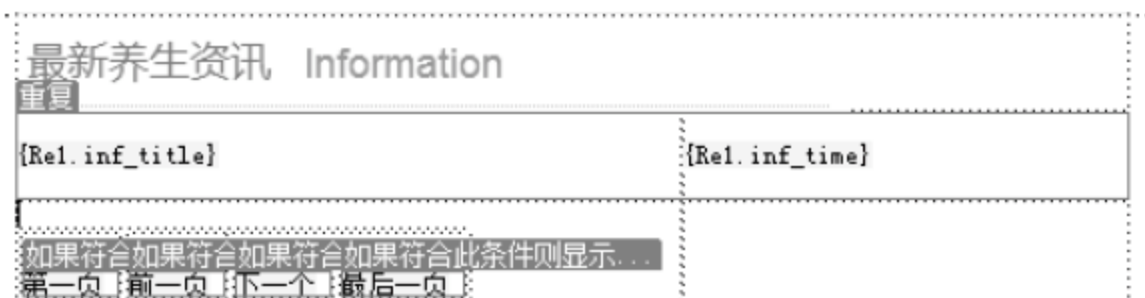 最新养生资讯 Information
重复
{Re1.inf_title} {Re1.inf_time}
如果符合如果符合如果符合如果符合此条件则显示...
第一页 前一页 下一个 最后一页